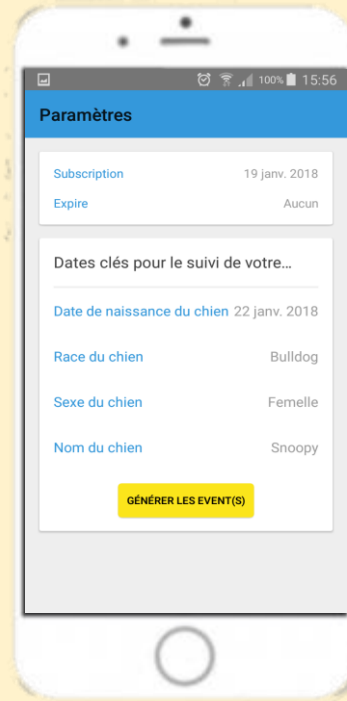 100% 15:56
Paramètres
Subscription 19 janv. 2018
Expire Aucun
Dates clés pour le suivi de votre...
Date de naissance du chien 22 janv. 2018
Race du chien Bulldog
Sexe du chien Femelle
Nom du chien Snoopy
GÉNÉRER LES EVENT(S)